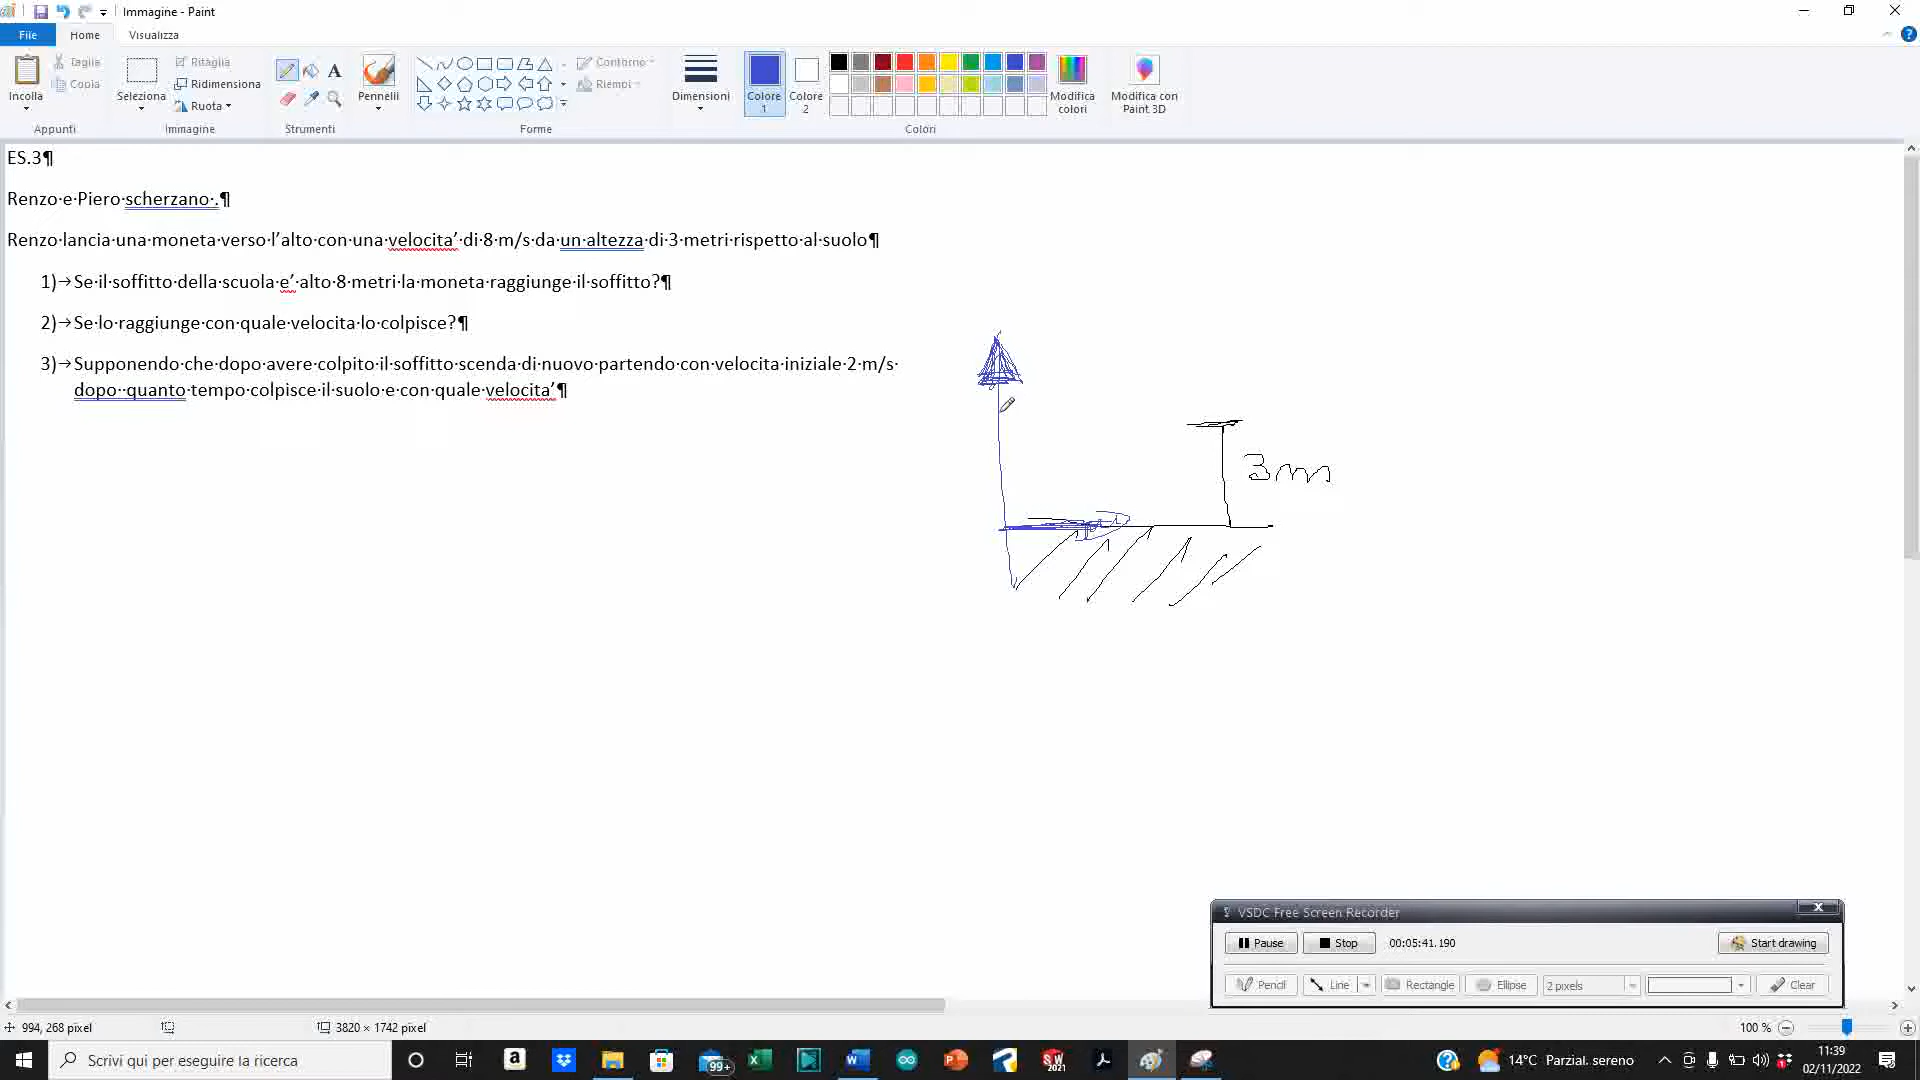 Immagine - Paint
File Home Visualizza
Incolla
Taglia
Copia
Appunti
Seleziona
Ritaglia
Ridimensiona
Ruota
Immagine
Strumenti
Pennelli
Contorno
Riempi
Forme
Dimensioni
Colore 1
Colore 2
Modifica colori
Modifica con Paint 3D
Colori
ES.3¶
Renzo·e·Piero·scherzano·.¶
Renzo·lancia·una·moneta·verso·l’alto·con·una·velocita’·di·8·m/s·da·un·altezza·di·3·metri·rispetto·al·suolo¶
1)→Se·il·soffitto·della·scuola·e’·alto·8·metri·la·moneta·raggiunge·il·soffitto?¶
2)→Se·lo·raggiunge·con·quale·velocita·lo·colpisce?¶
3)→Supponendo·che·dopo·avere·colpito·il·soffitto·scenda·di·nuovo·partendo·con·velocita·iniziale·2·m/s·
dopo··quanto·tempo·colpisce·il·suolo·e·con·quale·velocita’¶
3m
VSDC Free Screen Recorder
Pause Stop 00:05:41.190 Start drawing
Pencil Line Rectangle Ellipse 2 pixels Clear
994, 268 pixel 3820 × 1742 pixel 100 %
Scrivi qui per eseguire la ricerca
99+
SW 2021
14°C Parzial. sereno
11:39
02/11/2022